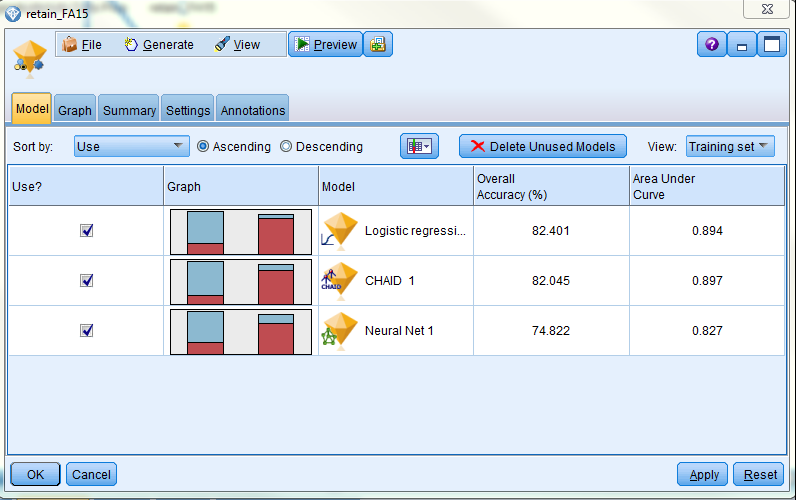 retain_FA15
File Generate View Preview
Model Graph Summary Settings Annotations
Sort by: Use Ascending Descending Delete Unused Models View: Training set
Use? Graph Model Overall Accuracy (%) Area Under Curve
Logistic regressi... 82.401 0.894
CHAID CHAID 1 82.045 0.897
Neural Net 1 74.822 0.827
OK Cancel Apply Reset